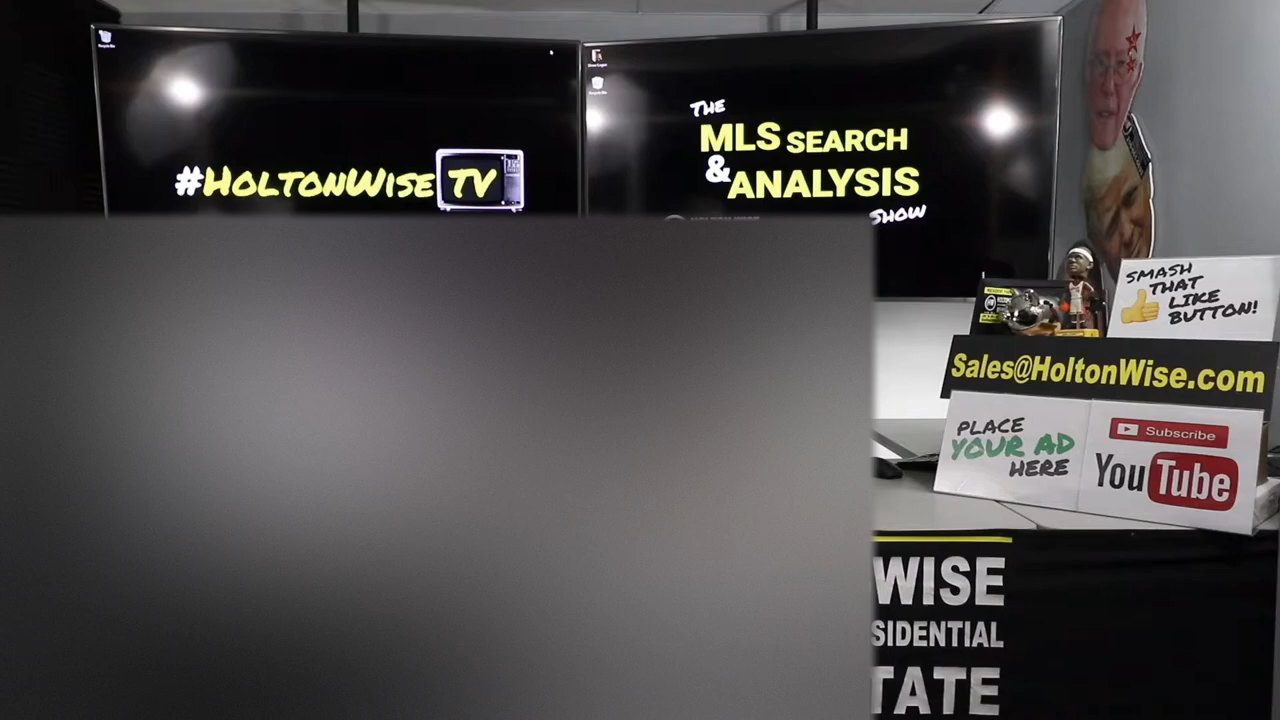 #HOLTONWISE TV
THE
MLS SEARCH
& ANALYSIS
SHOW
SMASH
THAT
LIKE
BUTTON!
Sales@HoltonWise.com
PLACE
YOUR AD
HERE
Subscribe
YouTube
WISE
SIDENTIAL
TATE